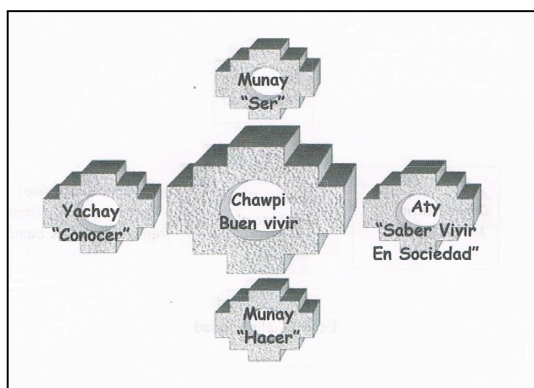 Munay
“Ser”
Yachay
“Conocer”
Chawpi
Buen vivir
Aty
“Saber Vivir
En Sociedad”
Munay
“Hacer”